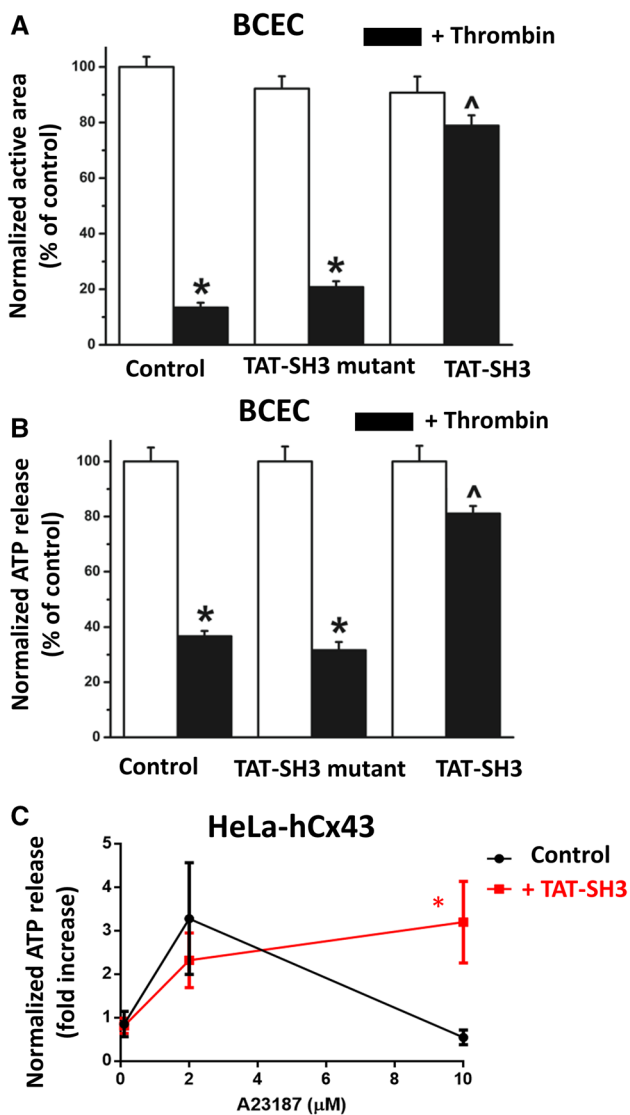 A
BCEC
+ Thrombin
Normalized active area
(% of control)
100
80
60
40
20
0
*
*
^
Control
TAT-SH3 mutant
TAT-SH3
B
BCEC
+ Thrombin
Normalized ATP release
(% of control)
100
80
60
40
20
0
*
*
^
Control
TAT-SH3 mutant
TAT-SH3
C
HeLa-hCx43
Control
+ TAT-SH3
Normalized ATP release
(fold increase)
5
4
3
2
1
0
*
0 2 4 6 8 10
A23187 (μM)